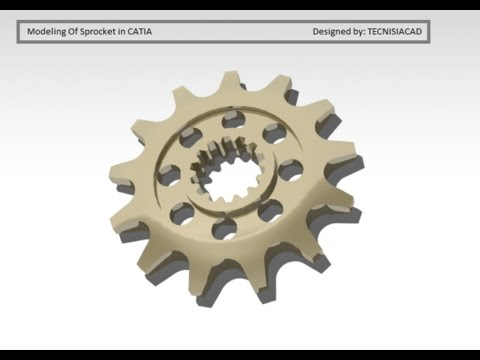 Modeling Of Sprocket in CATIA Designed by: TECNISIACAD